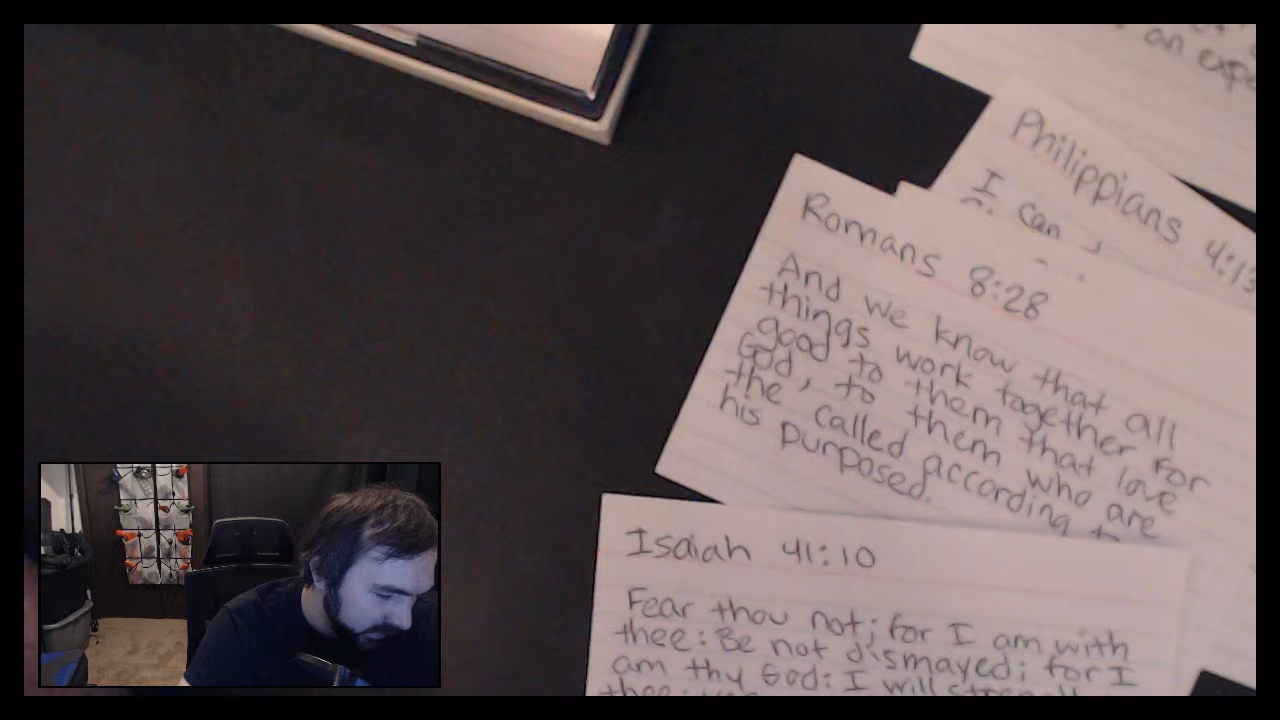 an
Philippians 4:13
I can
Romans 8:28
And we know that all
things work together for
good to them that love
God, to them who are
the called according to
his purposed.
Isaiah 41:10
Fear thou not; for I am with
thee: Be not dismayed; for I
am thy God: I will